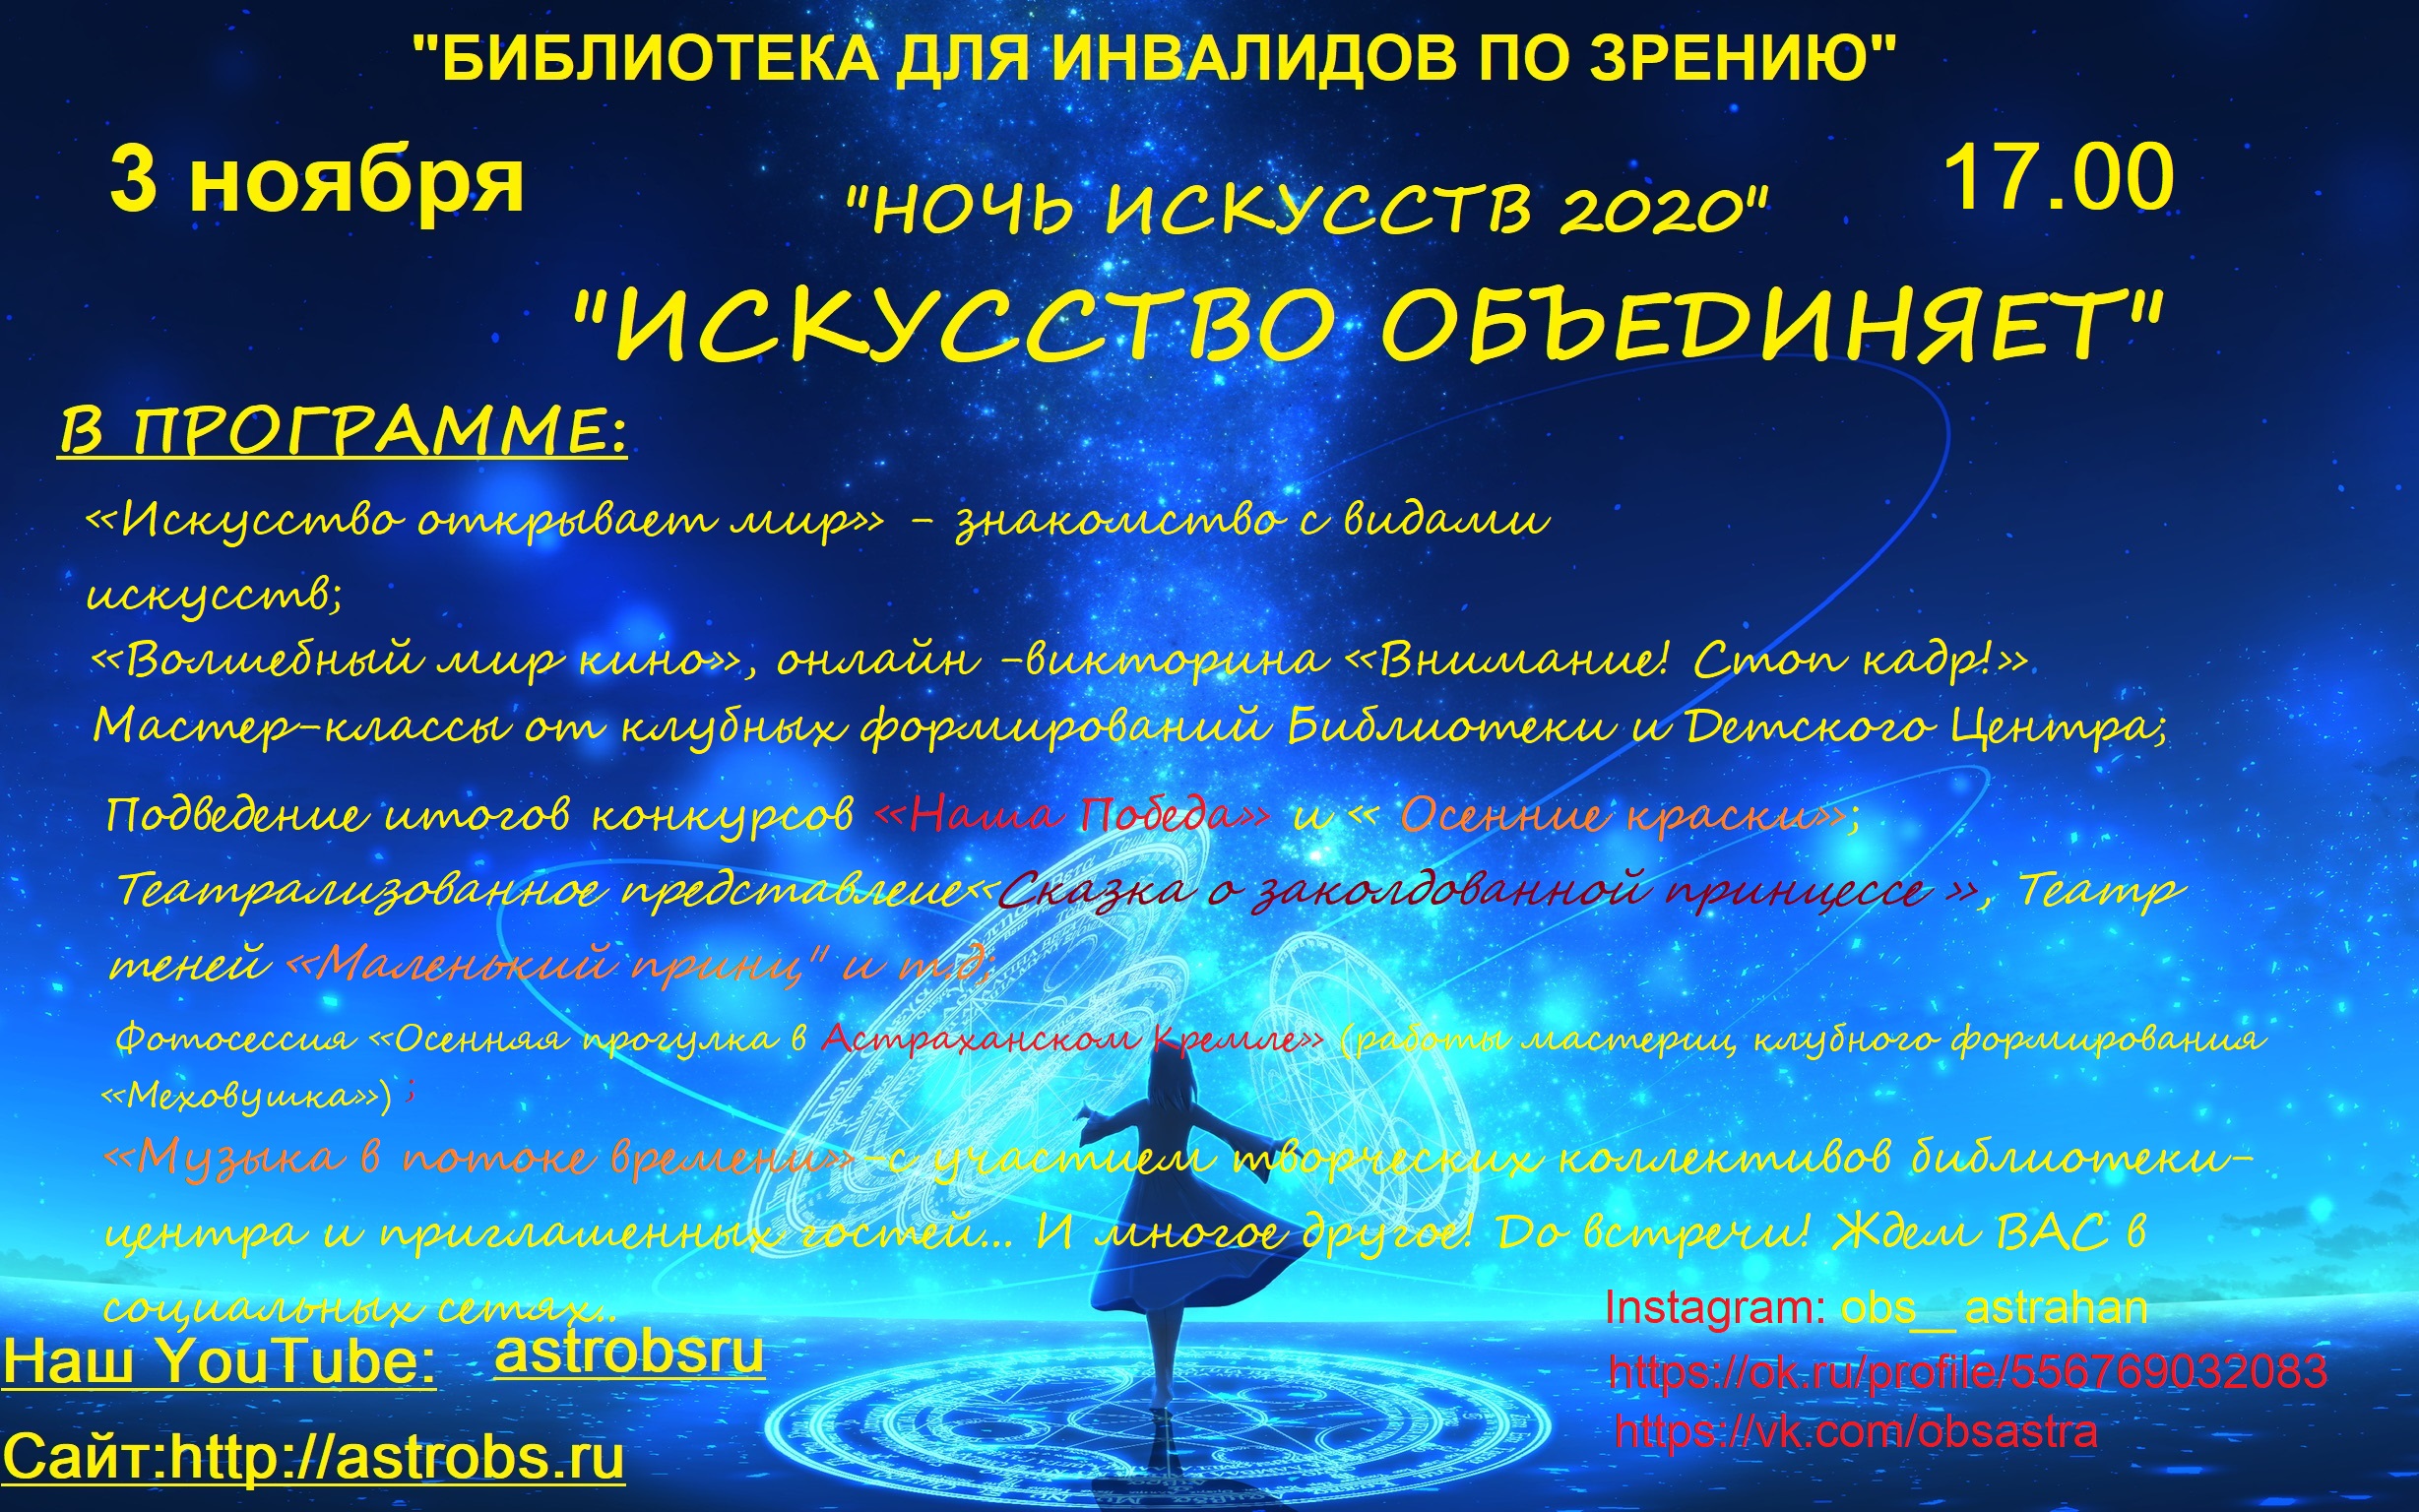 "БИБЛИОТЕКА ДЛЯ ИНВАЛИДОВ ПО ЗРЕНИЮ"
3 ноября
17.00
"НОЧЬ ИСКУССТВ 2020"
"ИСКУССТВО ОБЪЕДИНЯЕТ"
В ПРОГРАММЕ:
«Искусство открывает мир» - знакомство с видами
искусств;
«Волшебный мир кино», онлайн -викторина «Внимание! Стоп кадр!»
Мастер-классы от клубных формирований Библиотеки и Детского Центра;
Подведение итогов конкурсов «Наша Победа» и « Осенние краски»;
Театрализованное представлеие«Сказка о заколдованной принцессе », Театр
теней «Маленький принц" и т.д;
Фотосессия «Осенняя прогулка в Астраханском Кремле» (работы мастериц клубного формирования
«Меховушка») ;
«Музыка в потоке времени»-с участием творческих коллективов библиотеки-
центра и приглашенных гостей... И многое другое! До встречи! Ждем ВАС в
социальных сетях..
Наш YouTube: astrobsru
Сайт:http://astrobs.ru
Instagram: obs__astrahan
https://ok.ru/profile/556769032083
https://vk.com/obsastra